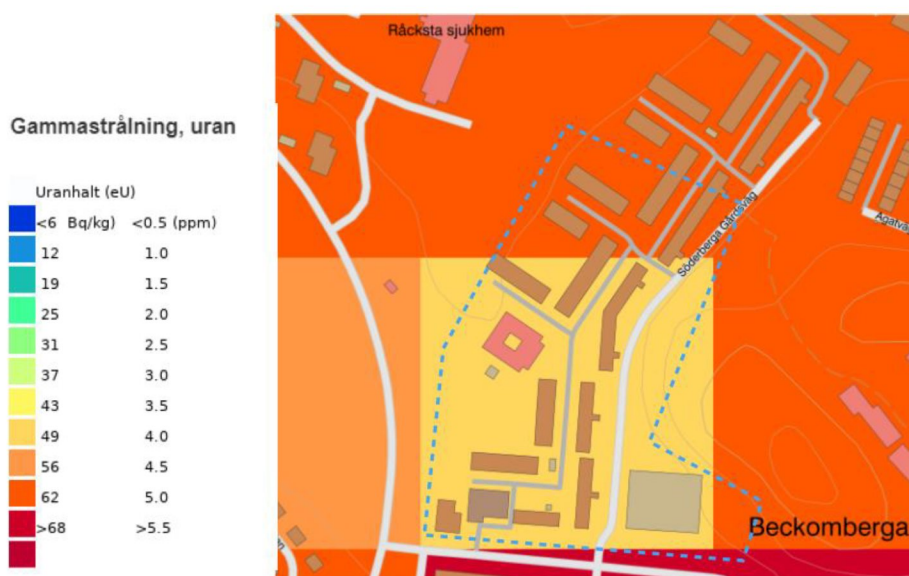 Gammastrålning, uran
Uranhalt (eU)
<6 Bq/kg) <0.5 (ppm)
12 1.0
19 1.5
25 2.0
31 2.5
37 3.0
43 3.5
49 4.0
56 4.5
62 5.0
>68 >5.5
Råcksta sjukhem
Söderberga Gårdsväg
Agatvä
Beckomberga